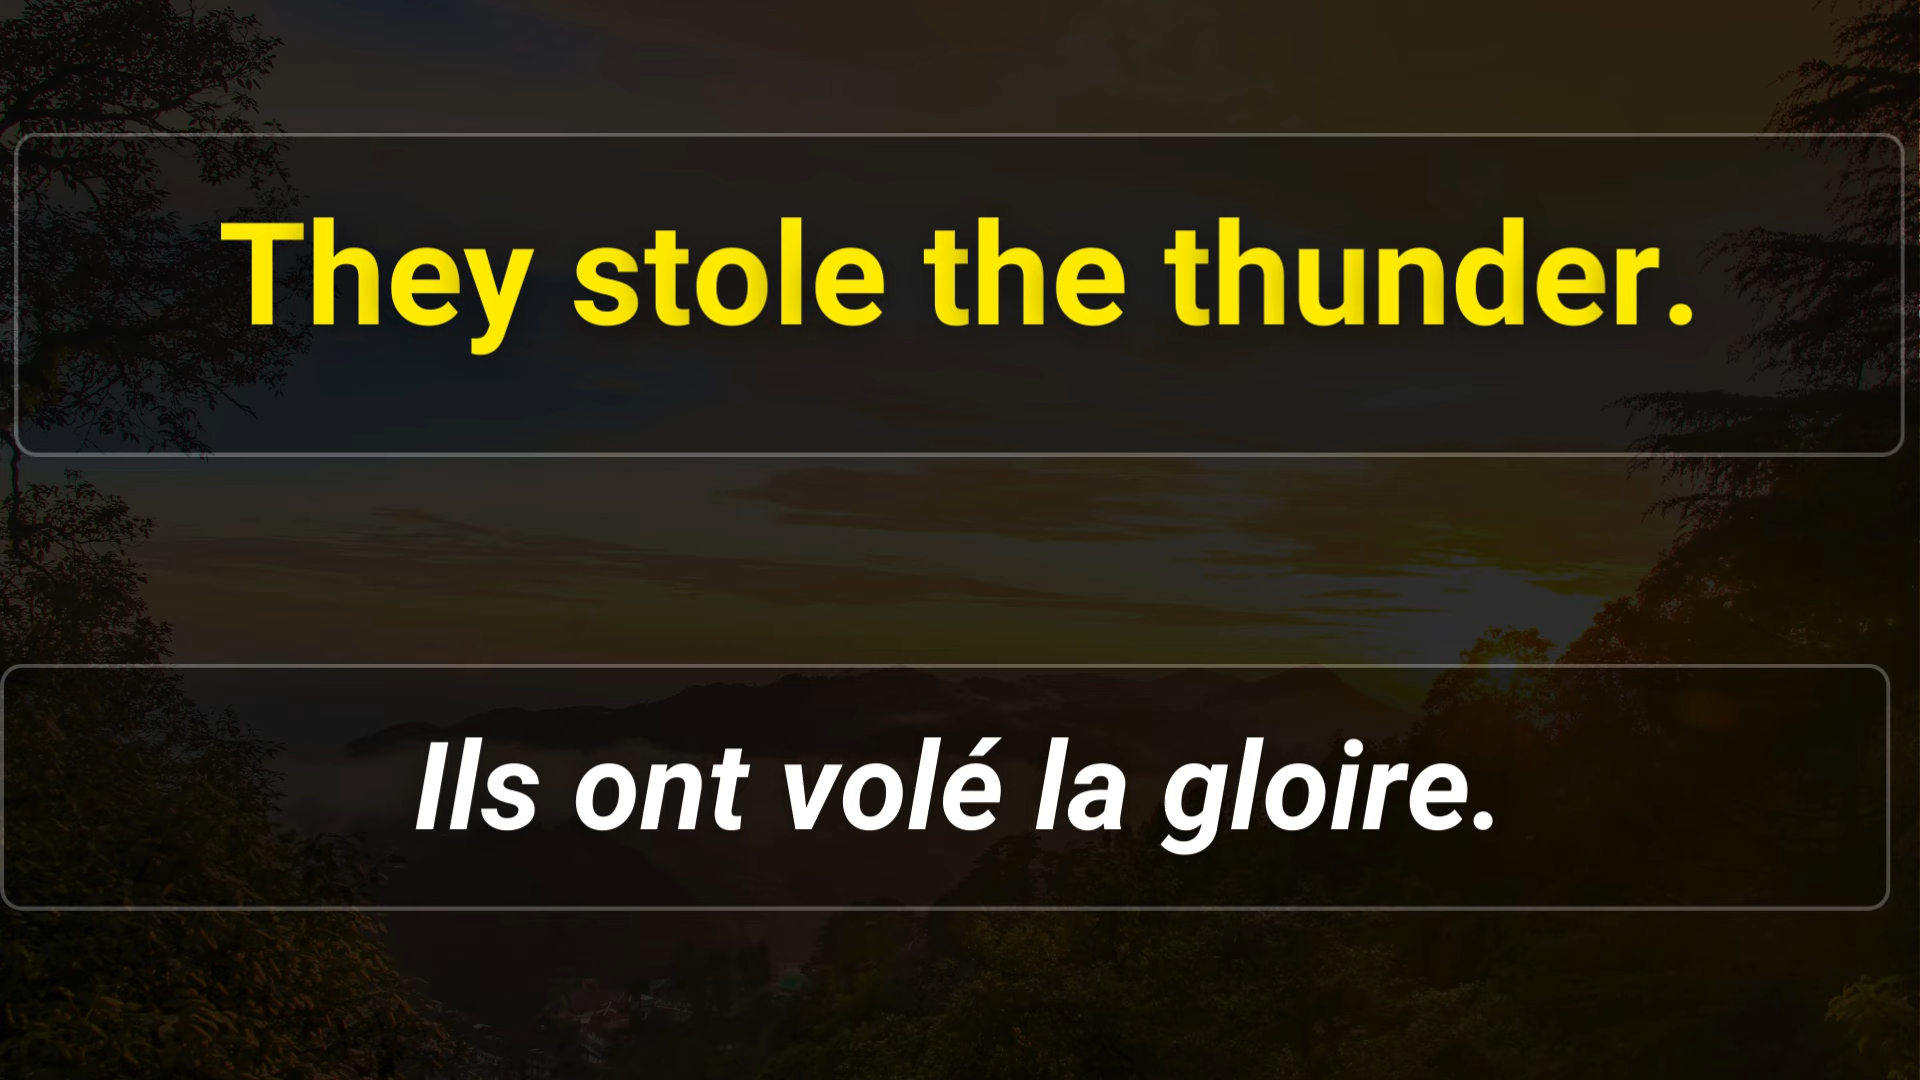 They stole the thunder.
Ils ont volé la gloire.